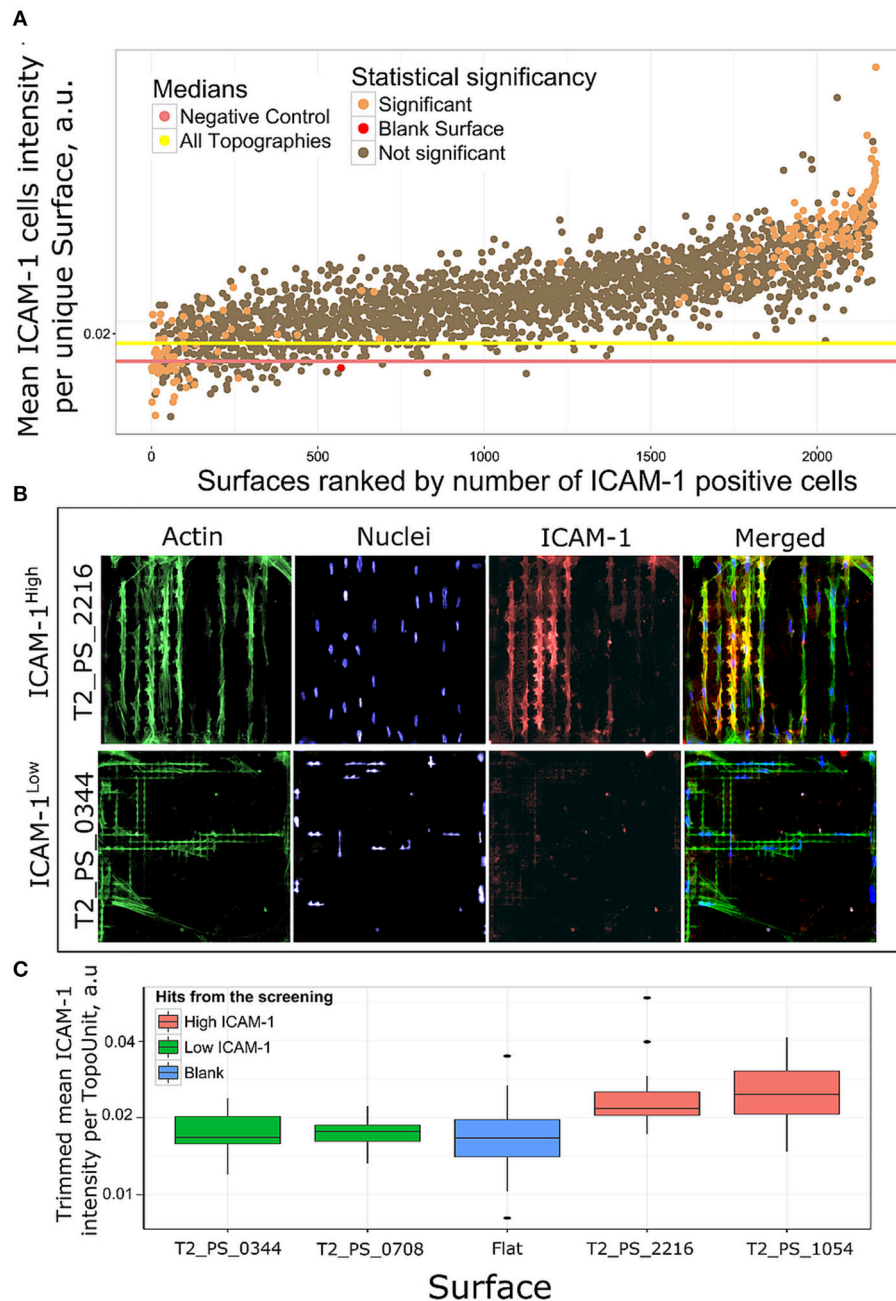 A
Mean ICAM-1 cells intensity
per unique Surface, a.u.
Medians
Negative Control
All Topographies
Statistical significancy
Significant
Blank Surface
Not significant
0.02
0
500
1000
1500
2000
Surfaces ranked by number of ICAM-1 positive cells
B
Actin
Nuclei
ICAM-1
Merged
ICAM-1High
T2_PS_2216
ICAM-1Low
T2_PS_0344
C
Trimmed mean ICAM-1
intensity per TopoUnit, a.u
Hits from the screening
High ICAM-1
Low ICAM-1
Blank
0.04
0.02
0.01
T2_PS_0344
T2_PS_0708
Flat
T2_PS_2216
T2_PS_1054
Surface